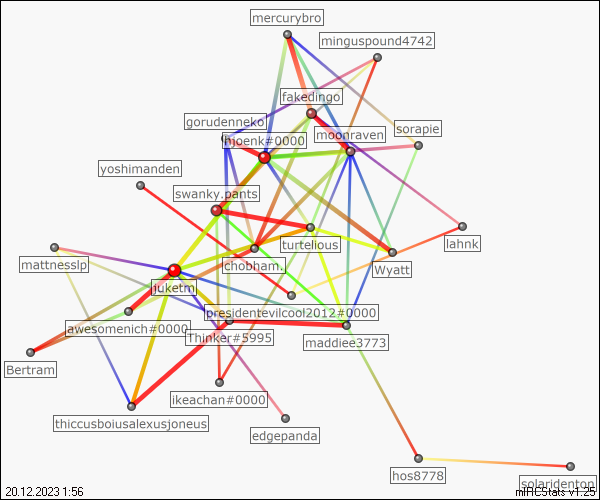 mercurybro
minguspound4742
fakedingo
gorudenneko
moonraven
sorapie
hoenk#0000
yoshimanden
swanky.pants
lahnk
turtelious
mattnesslp
chobham.
Wyatt
juketm
presidentevilcool2012#0000
awesomenich#0000
Thinker#5995
maddiee3773
Bertram
ikeachan#0000
thiccusboiusalexusjoneus
edgepanda
hos8778
solaridenton
20.12.2023 1:56
mIRCStats v1.25